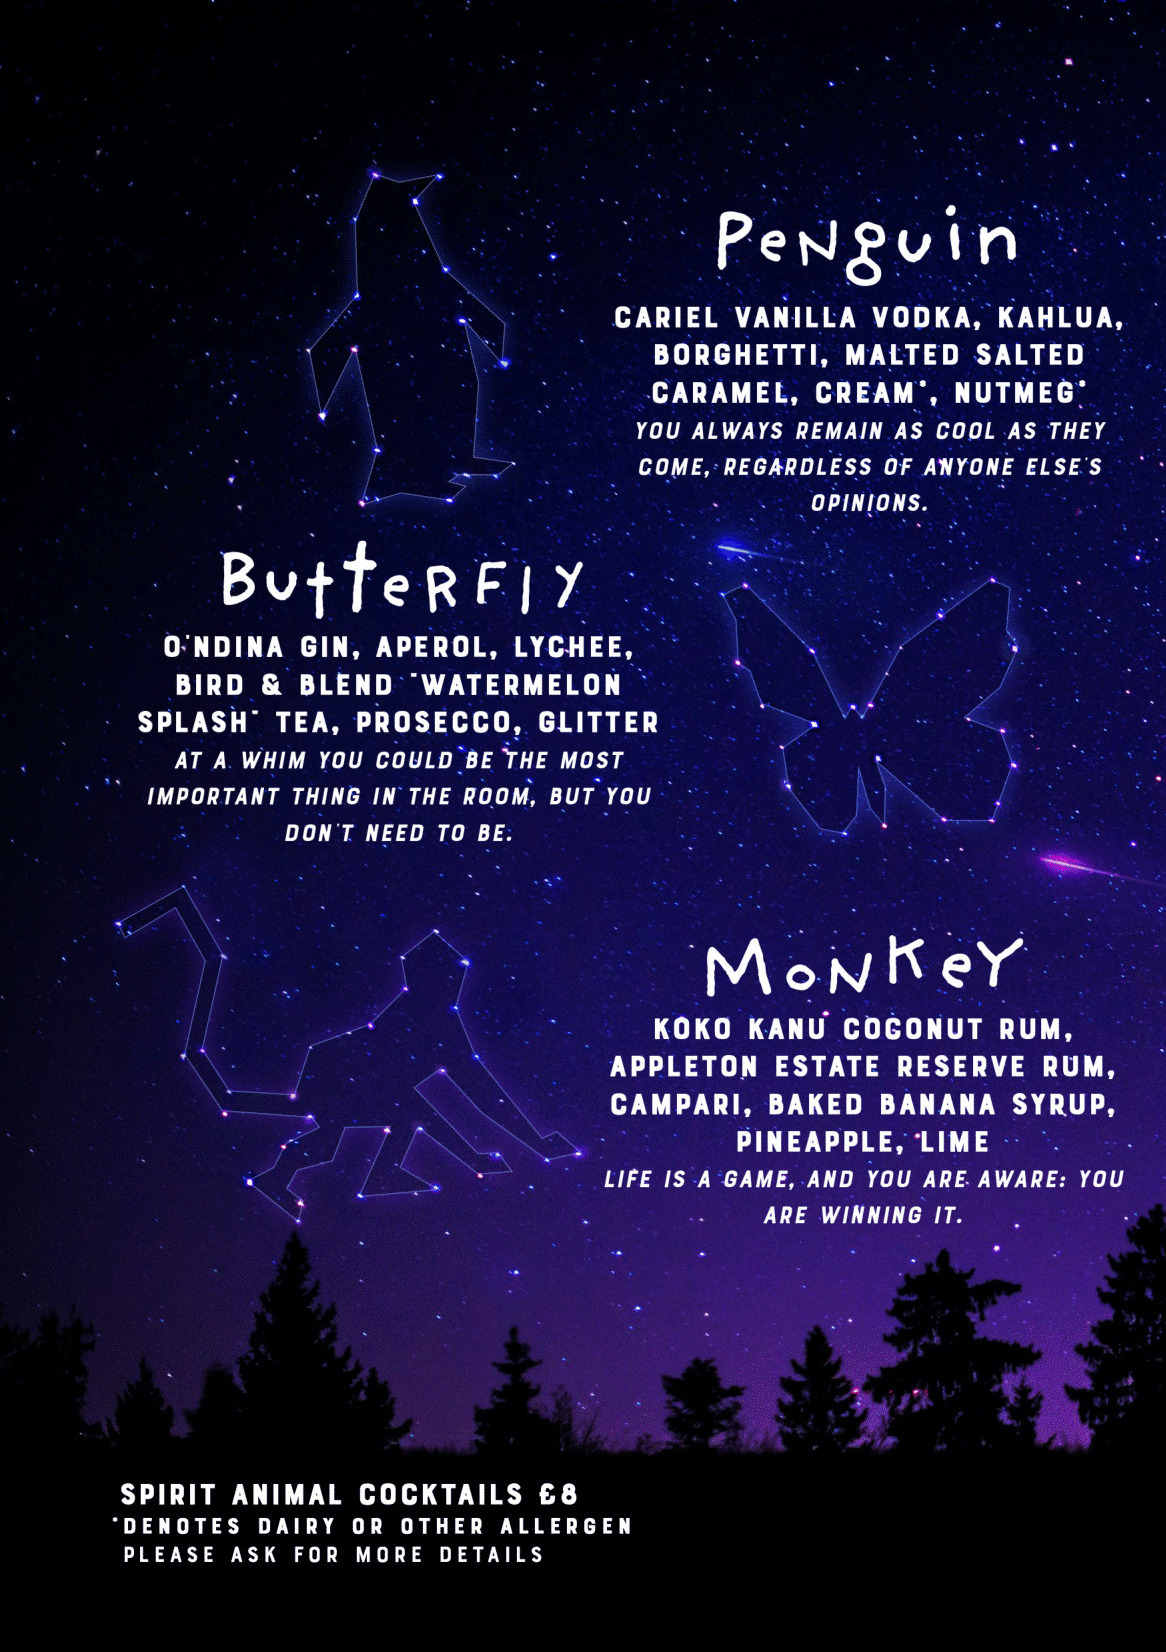 Penguin
CARIEL VANILLA VODKA, KAHLUA,
BORGHETTI, MALTED SALTED
CARAMEL, CREAM*, NUTMEG*
YOU ALWAYS REMAIN AS COOL AS THEY
COME, REGARDLESS OF ANYONE ELSE'S
OPINIONS.
ButteRFly
O'NDINA GIN, APEROL, LYCHEE,
BIRD & BLEND "WATERMELON
SPLASH" TEA, PROSECCO, GLITTER
AT A WHIM YOU COULD BE THE MOST
IMPORTANT THING IN THE ROOM, BUT YOU
DON'T NEED TO BE.
MoNKeY
KOKO KANU COGONUT RUM,
APPLETON ESTATE RESERVE RUM,
CAMPARI, BAKED BANANA SYRUP,
PINEAPPLE, LIME
LIFE IS A GAME, AND YOU ARE AWARE: YOU
ARE WINNING IT.
SPIRIT ANIMAL COCKTAILS £8
*DENOTES DAIRY OR OTHER ALLERGEN
PLEASE ASK FOR MORE DETAILS